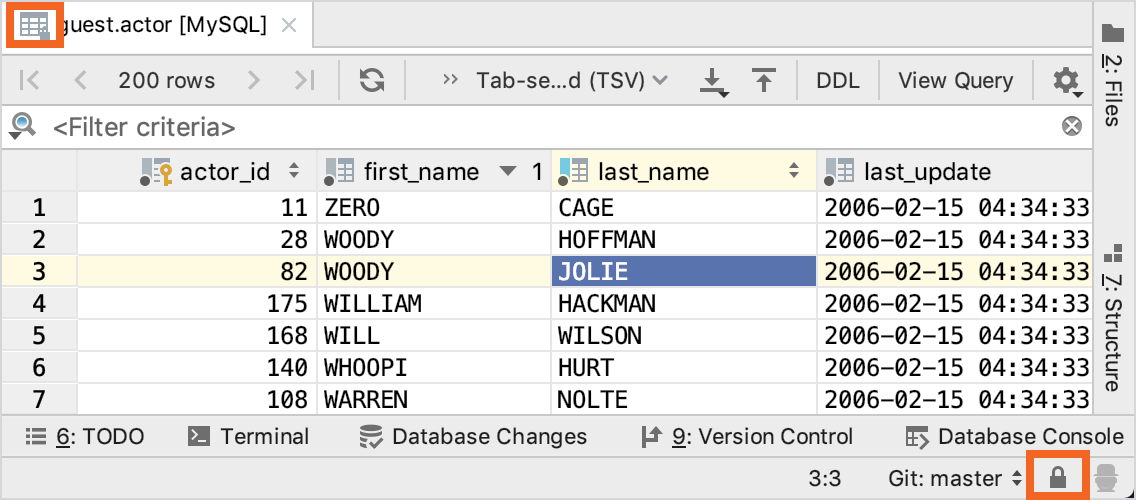 guest.actor [MySQL]
200 rows Tab-se...d (TSV) DDL View Query
<Filter criteria>
actor_id first_name 1 last_name last_update
1 11 ZERO CAGE 2006-02-15 04:34:33
2 28 WOODY HOFFMAN 2006-02-15 04:34:33
3 82 WOODY JOLIE 2006-02-15 04:34:33
4 175 WILLIAM HACKMAN 2006-02-15 04:34:33
5 168 WILL WILSON 2006-02-15 04:34:33
6 140 WHOOPI HURT 2006-02-15 04:34:33
7 108 WARREN NOLTE 2006-02-15 04:34:33
2: Files
7: Structure
6: TODO Terminal Database Changes 9: Version Control Database Console
3:3 Git: master